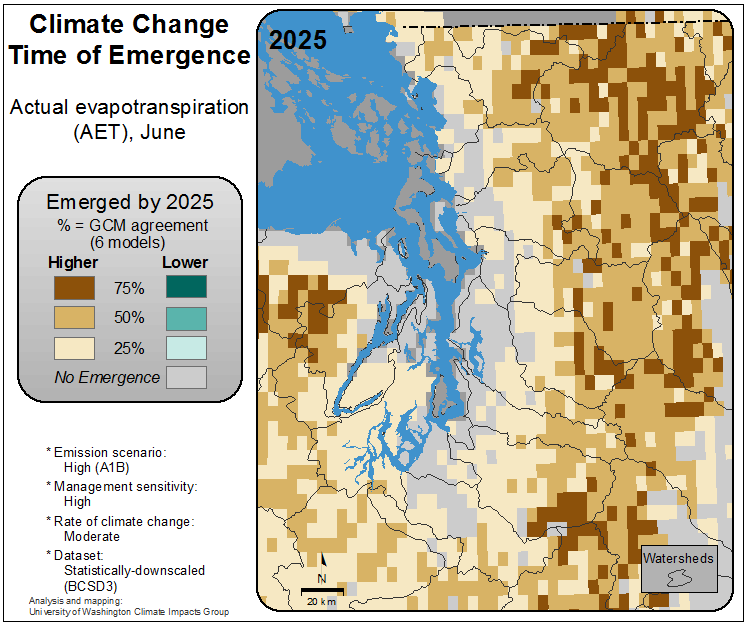 Climate Change
Time of Emergence
Actual evapotranspiration
(AET), June
Emerged by 2025
% = GCM agreement
(6 models)
Higher Lower
75%
50%
25%
No Emergence
* Emission scenario:
High (A1B)
* Management sensitivity:
High
* Rate of climate change:
Moderate
* Dataset:
Statistically-downscaled
(BCSD3)
Analysis and mapping:
University of Washington Climate Impacts Group
2025
N
20 km
Watersheds